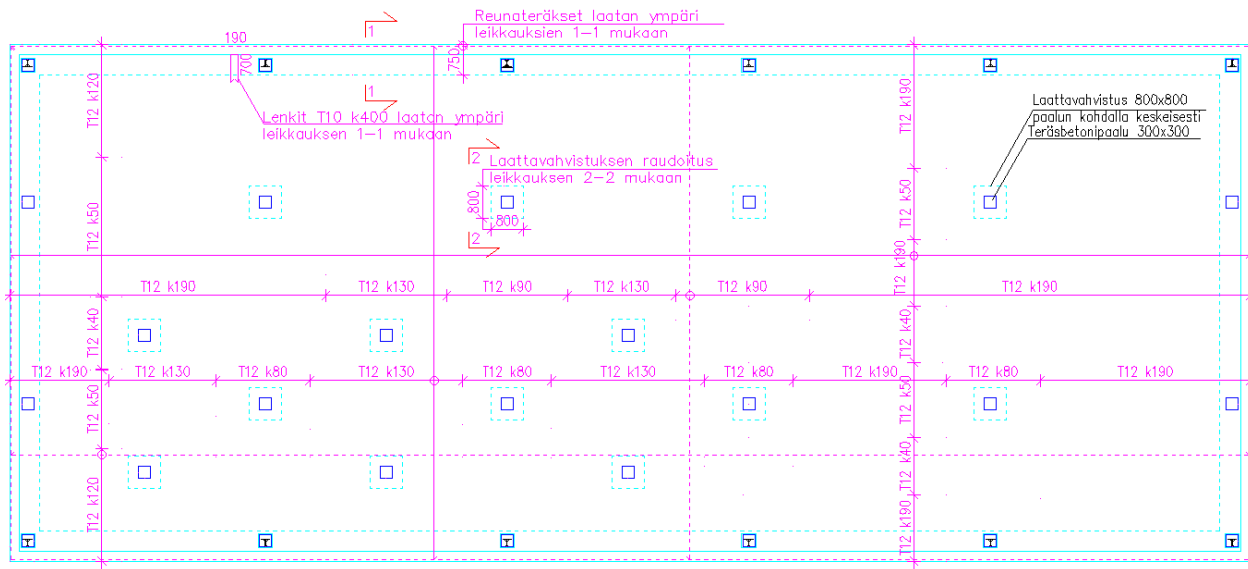 Reunateräkset laatan ympäri
leikkauksien 1-1 mukaan
1
190
700
750
T12 k120
T12 k190
1
Lenkit T10 k400 laatan ympäri
leikkauksen 1-1 mukaan
Laattavahvistus 800x800
paalun kohdalla keskeisesti
Teräsbetonipaalu 300x300
2
Laattavahvistuksen raudoitus
leikkauksen 2-2 mukaan
800
800
2
T12 k50
T12 k50
T12 k190
T12 k190
T12 k130
T12 k90
T12 k130
T12 k90
T12 k190
T12 k40
T12 k40
T12 k190
T12 k130
T12 k80
T12 k130
T12 k80
T12 k130
T12 k80
T12 k190
T12 k80
T12 k190
T12 k50
T12 k50
T12 k40
T12 k120
T12 k190